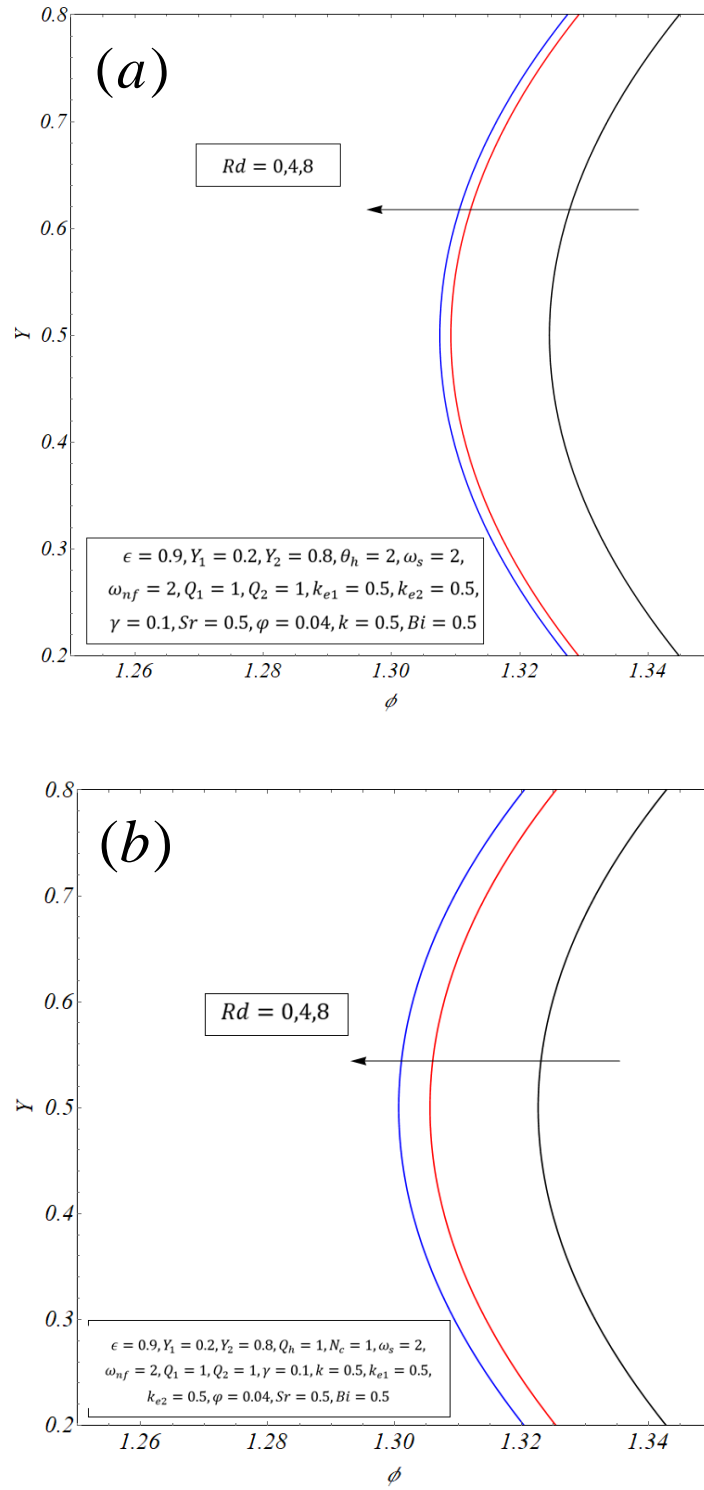 0.8
(a)
0.7
Rd = 0,4,8
0.6
Y
0.5
0.4
0.3
ϵ = 0.9, Y₁ = 0.2, Y₂ = 0.8, θₕ = 2, ωₛ = 2,
ωₙf = 2, Q₁ = 1, Q₂ = 1, kₑ₁ = 0.5, kₑ₂ = 0.5,
γ = 0.1, Sr = 0.5, φ = 0.04, k = 0.5, Bi = 0.5
0.2
1.26 1.28 1.30 1.32 1.34
ϕ
0.8
(b)
0.7
0.6
Rd = 0,4,8
Y
0.5
0.4
0.3
ϵ = 0.9, Y₁ = 0.2, Y₂ = 0.8, Qₕ = 1, N_c = 1, ωₛ = 2,
ωₙf = 2, Q₁ = 1, Q₂ = 1, γ = 0.1, k = 0.5, kₑ₁ = 0.5,
kₑ₂ = 0.5, φ = 0.04, Sr = 0.5, Bi = 0.5
0.2
1.26 1.28 1.30 1.32 1.34
ϕ